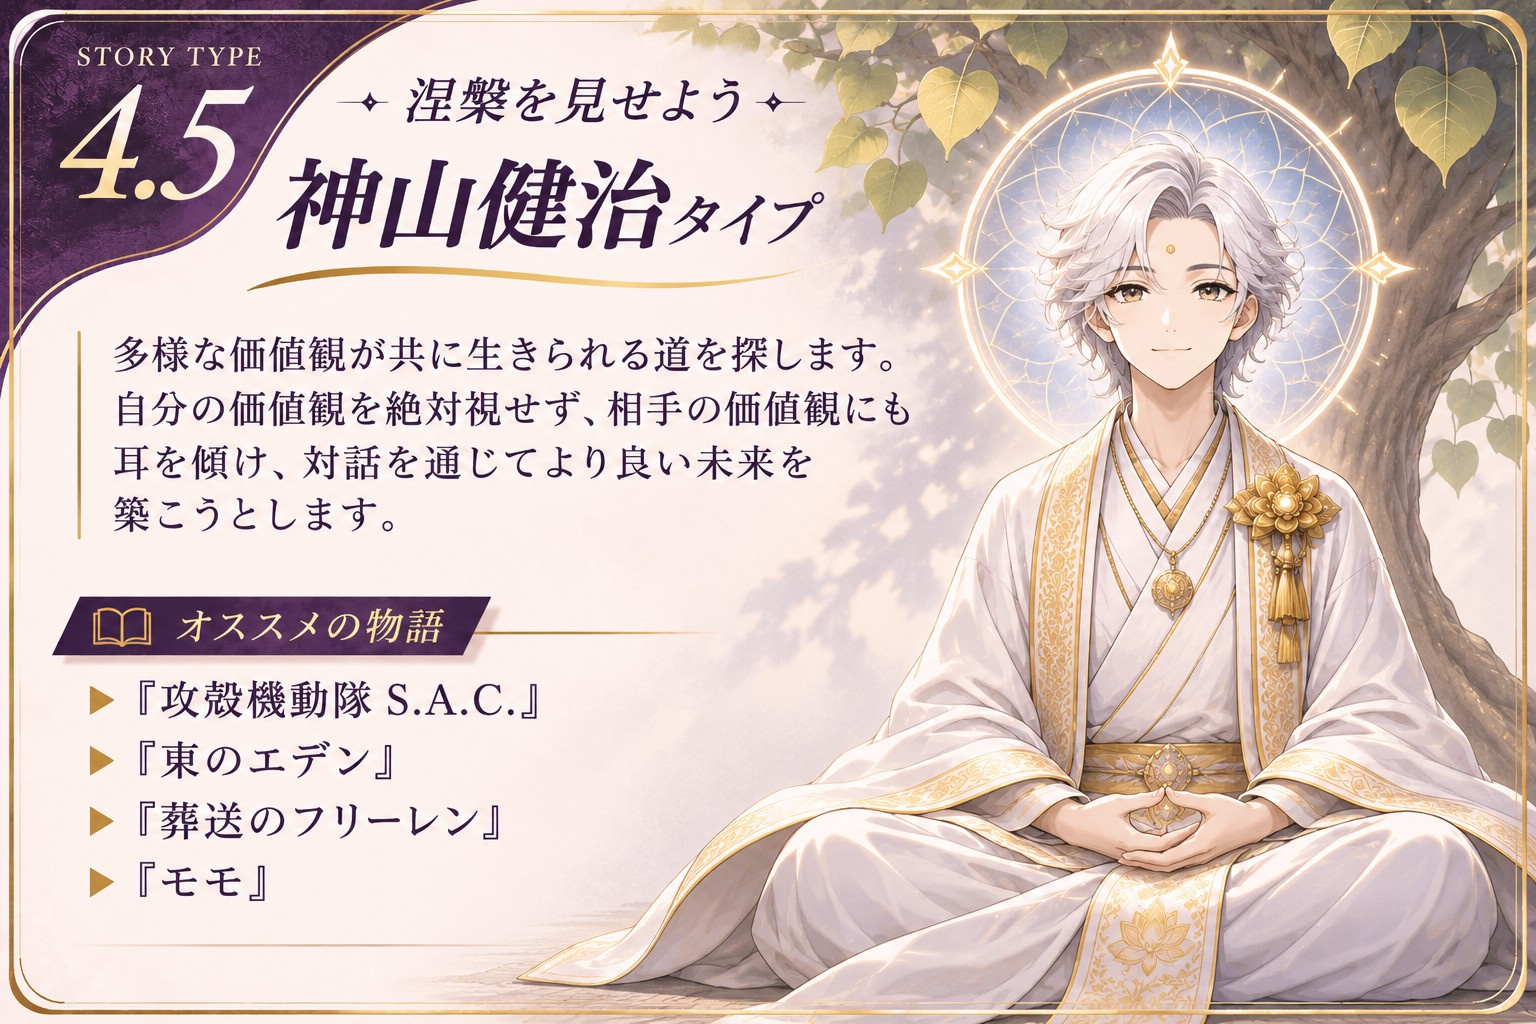 STORY TYPE
4.5
涅槃を見せよう
神山健治タイプ
多様な価値観が共に生きられる道を探します。
自分の価値観を絶対視せず、相手の価値観にも
耳を傾け、対話を通じてより良い未来を
築こうとします。
オススメの物語
▶『攻殻機動隊 S.A.C.』
▶『東のエデン』
▶『葬送のフリーレン』
▶『モモ』